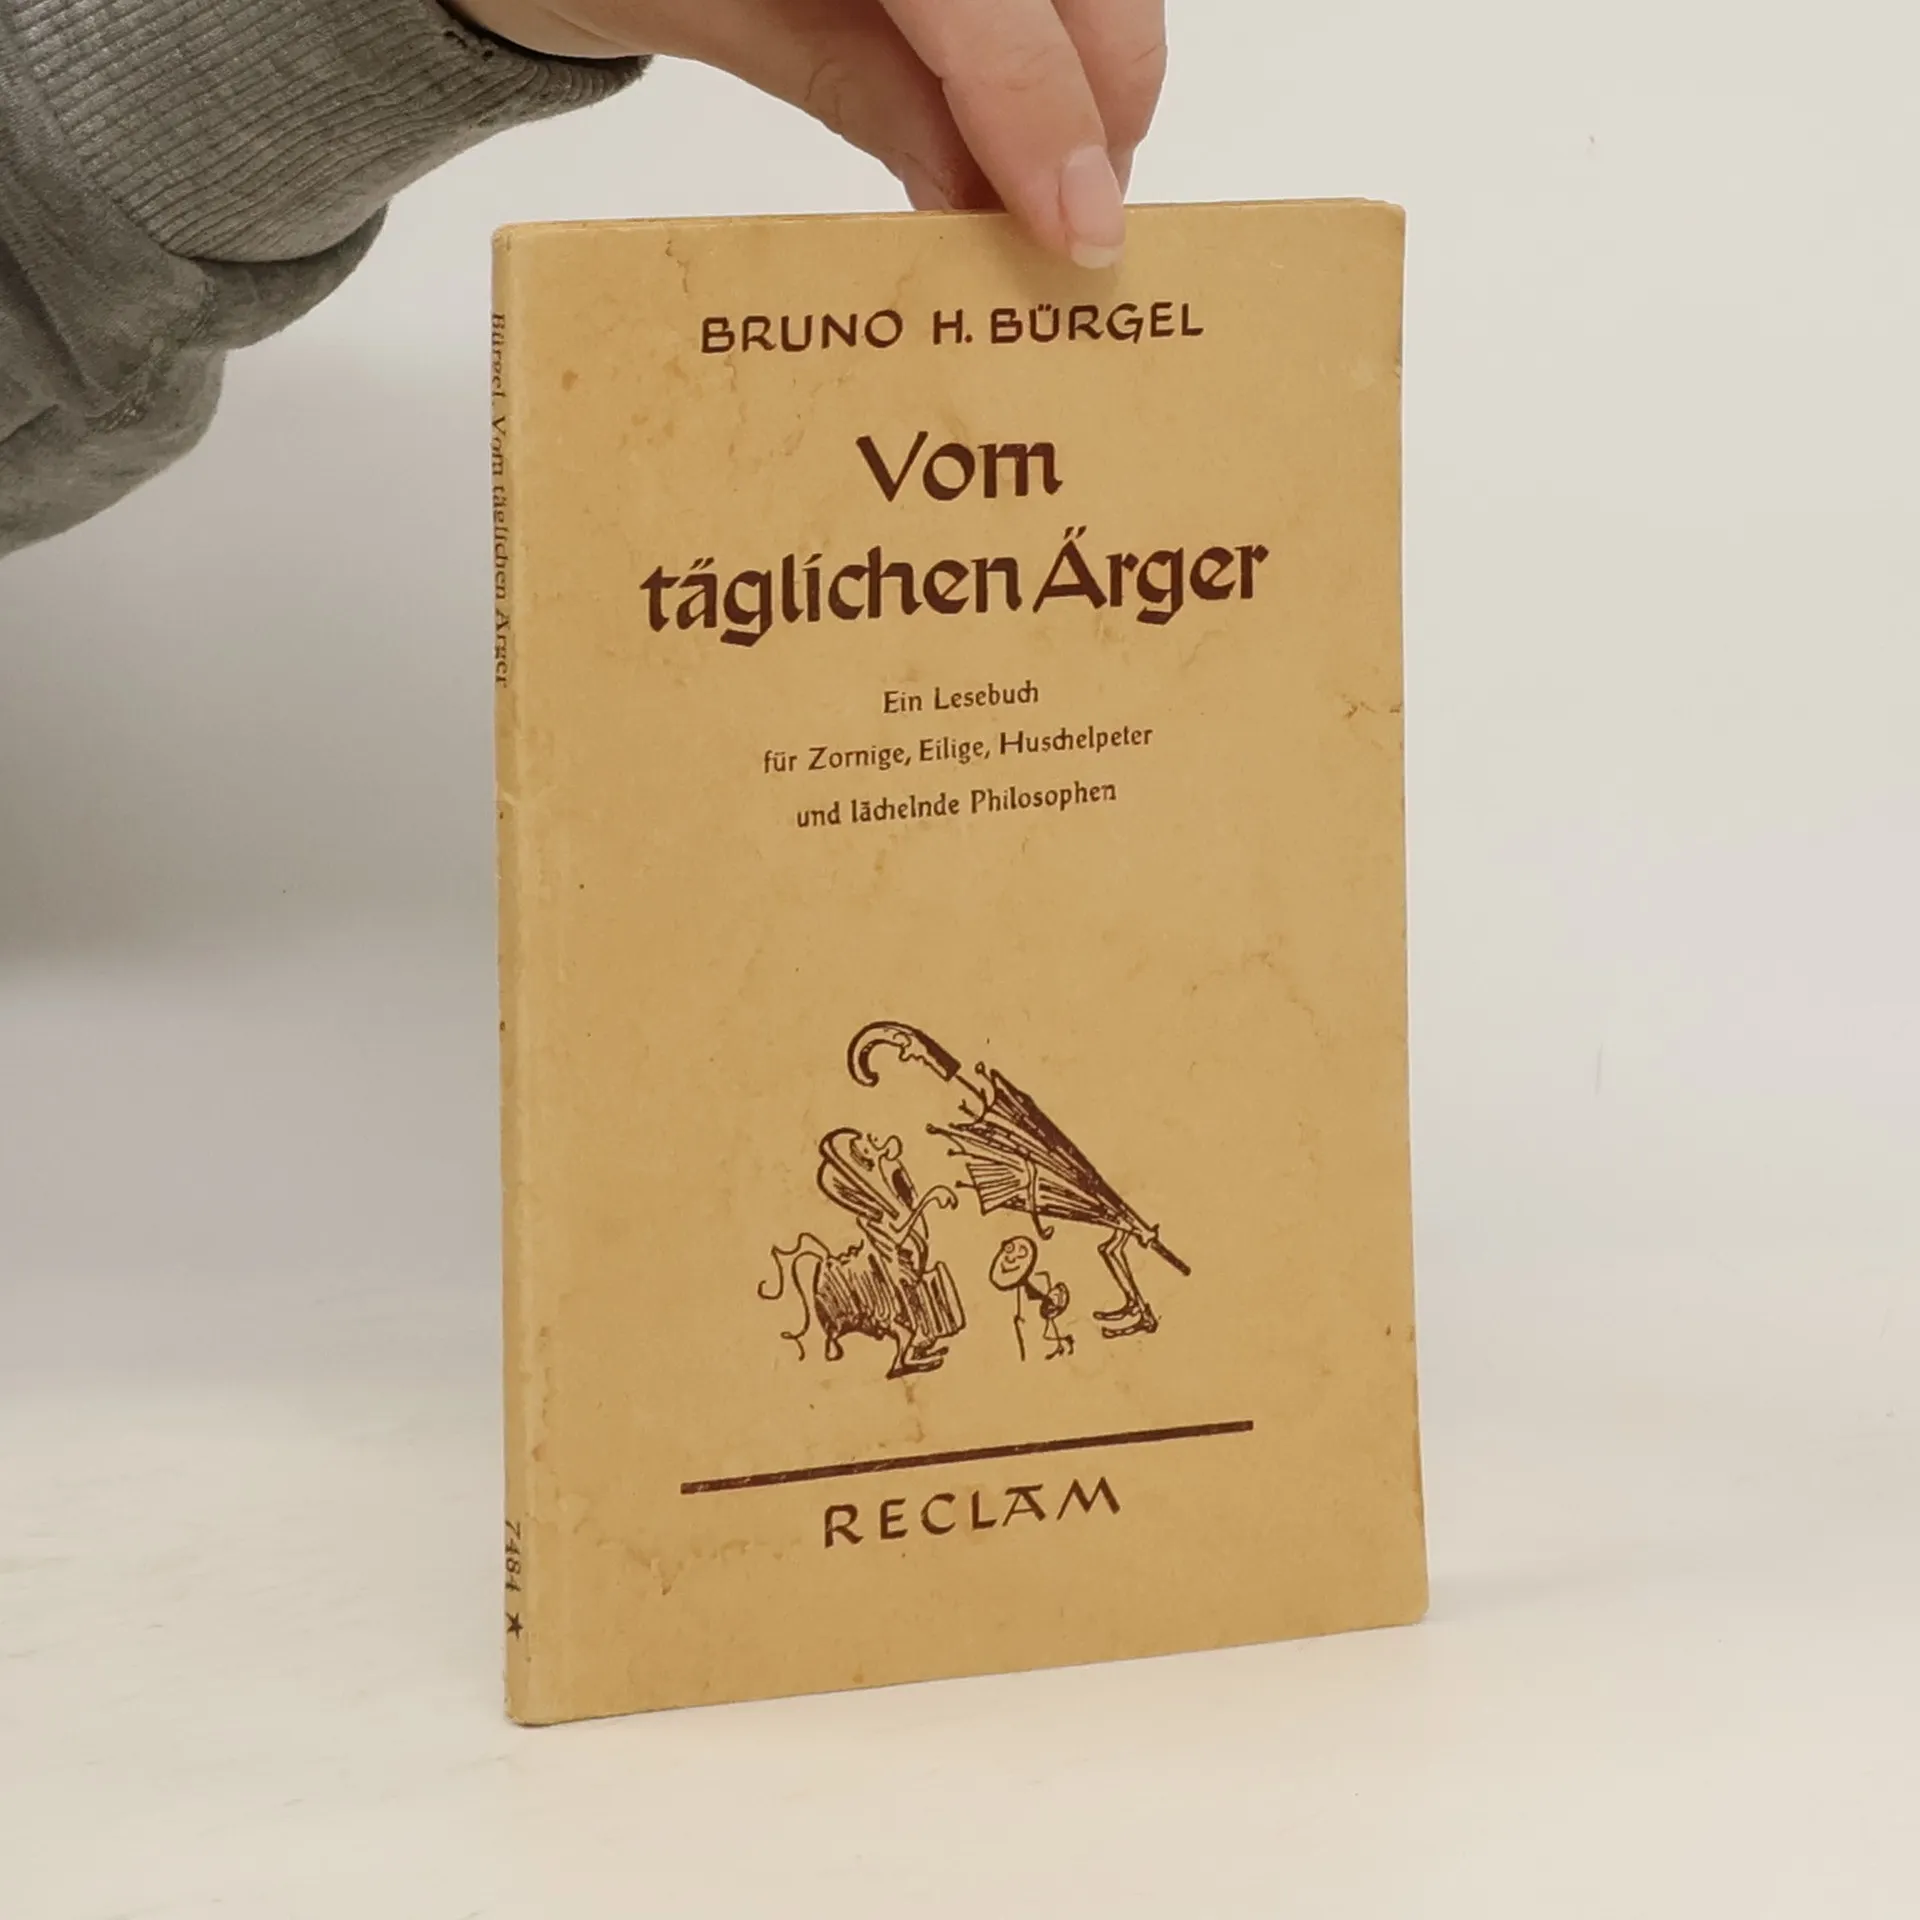 BRUNO H. BÜRGEL
Vom
täglichen Ärger
Ein Lesebuch
für Zornige, Eilige, Huschelpeter
und lächelnde Philosophen
RECLAM
Bürgel, Vom täglichen Ärger
7484 ★